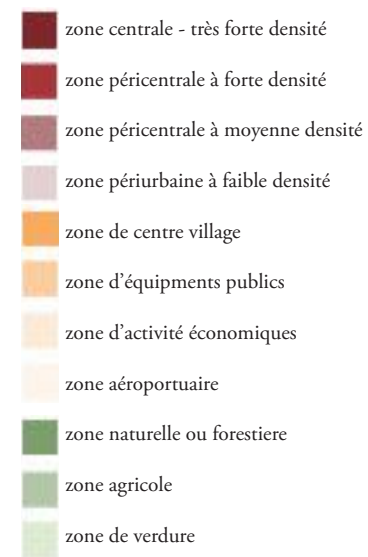 zone centrale - très forte densité
zone péricentrale à forte densité
zone péricentrale à moyenne densité
zone périurbaine à faible densité
zone de centre village
zone d'équipments publics
zone d'activité économiques
zone aéroportuaire
zone naturelle ou forestiere
zone agricole
zone de verdure